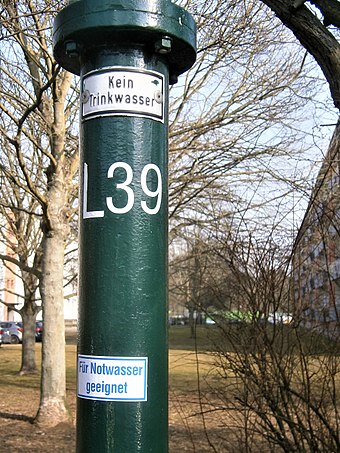 Kein
Trinkwasser
L39
Für Notwasser
geeignet